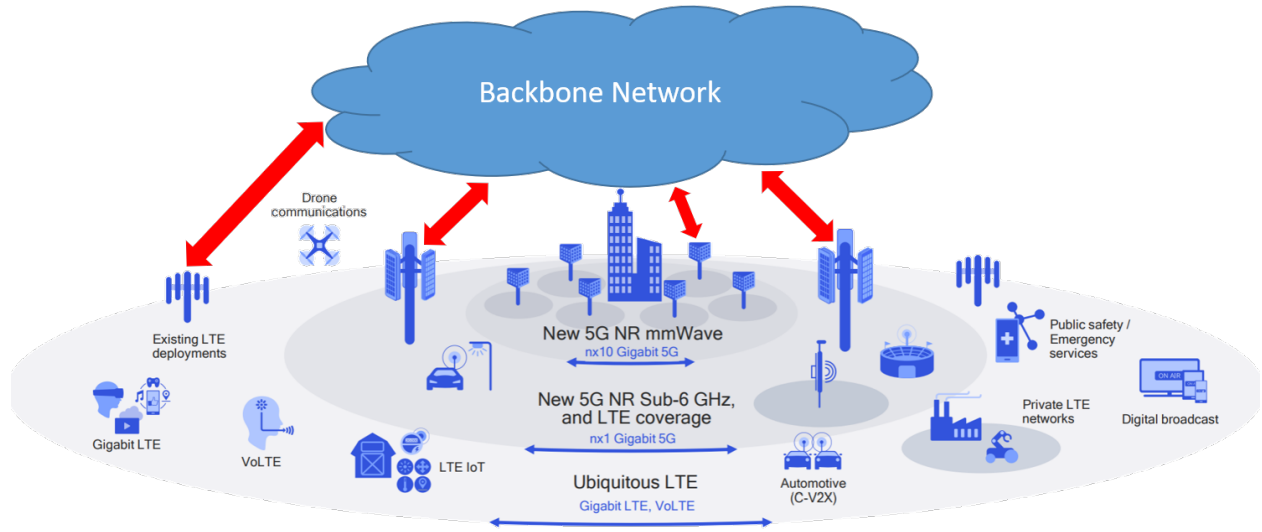 Backbone Network
Drone
communications
Existing LTE
deployments
New 5G NR mmWave
nx10 Gigabit 5G
Public safety /
Emergency
services
ON AIR
New 5G NR Sub-6 GHz,
and LTE coverage
nx1 Gigabit 5G
Private LTE
networks
Digital broadcast
Gigabit LTE
VoLTE
LTE IoT
Ubiquitous LTE
Gigabit LTE, VoLTE
Automotive
(C-V2X)